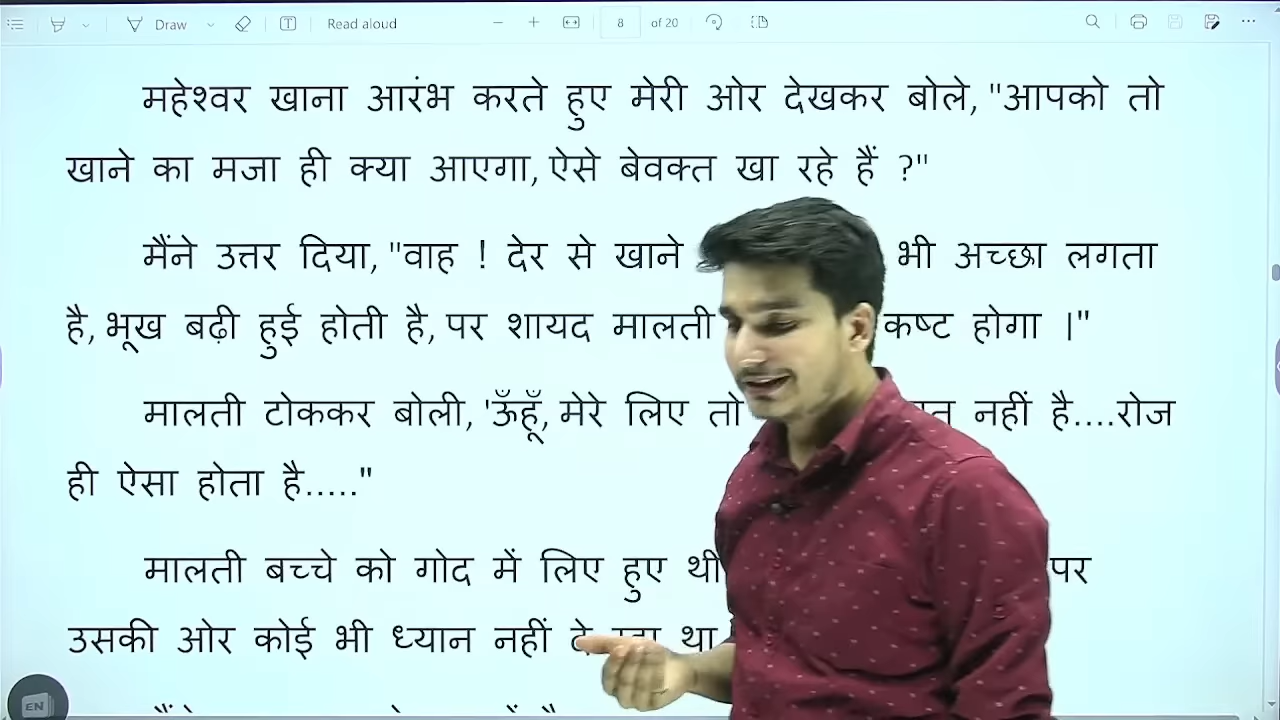 Draw
Read aloud
8 of 20
महेश्वर खाना आरंभ करते हुए मेरी ओर देखकर बोले, "आपको तो
खाने का मजा ही क्या आएगा, ऐसे बेवक्त खा रहे हैं ?"
मैंने उत्तर दिया, "वाह ! देर से खाने भी अच्छा लगता
है, भूख बढ़ी हुई होती है, पर शायद मालती कष्ट होगा ।"
मालती टोककर बोली, 'ऊँहूँ, मेरे लिए तो नहीं है....रोज
ही ऐसा होता है....."
मालती बच्चे को गोद में लिए हुए थी पर
उसकी ओर कोई भी ध्यान नहीं था
EN